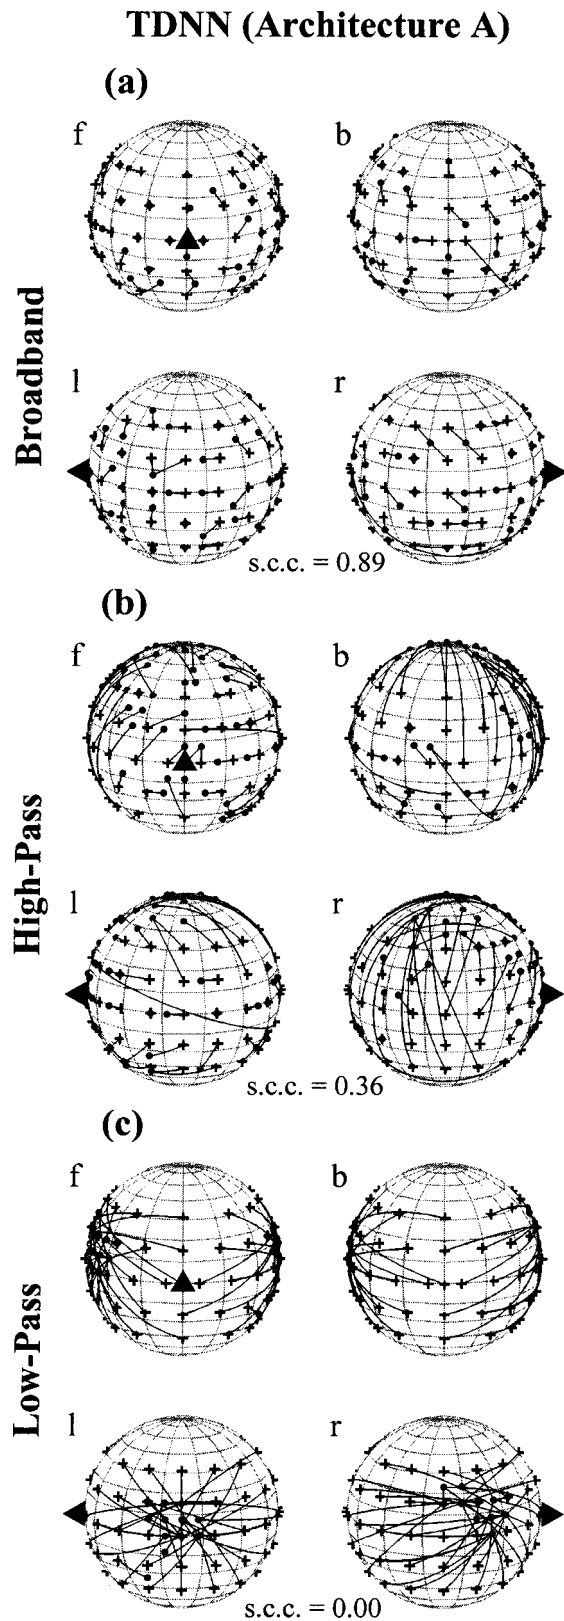 TDNN (Architecture A)
(a)
f b
Broadband
l r
s.c.c. = 0.89
(b)
f b
High-Pass
l r
s.c.c. = 0.36
(c)
f b
Low-Pass
l r
s.c.c. = 0.00